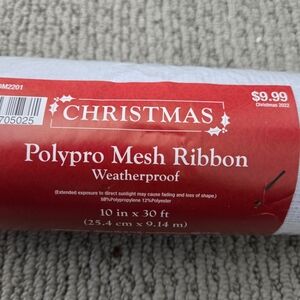 DM2201
705025
CHRISTMAS
$9.99
Christmas 2022
Polypro Mesh Ribbon
Weatherproof
(Extended exposure to direct sunlight may cause fading and loss of shape.)
88%Polypropylene 12%Polyester
10 in x 30 ft
(25.4 cm x 9.14 m)